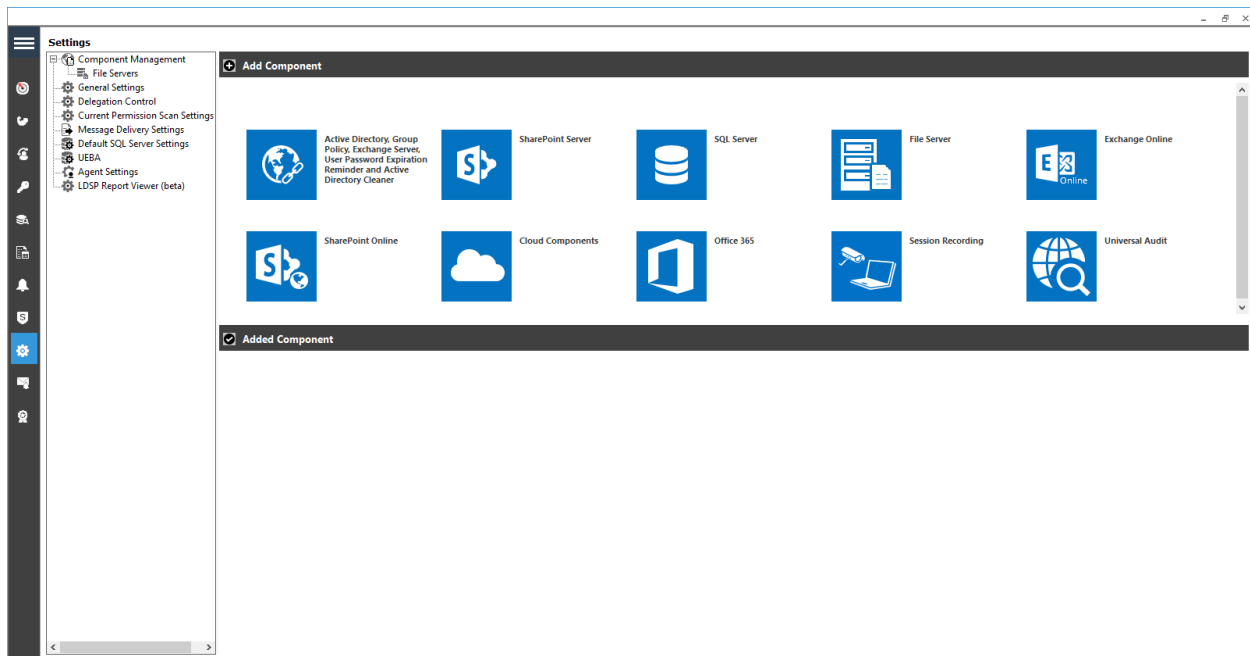 Settings
Component Management
File Servers
General Settings
Delegation Control
Current Permission Scan Settings
Message Delivery Settings
Default SQL Server Settings
UEBA
Agent Settings
LDSP Report Viewer (beta)
Add Component
Active Directory, Group
Policy, Exchange Server,
User Password Expiration
Reminder and Active
Directory Cleaner
S
SharePoint Server
SQL Server
File Server
E
Online
Exchange Online
S
SharePoint Online
Cloud Components
Office 365
Session Recording
Universal Audit
Added Component
S